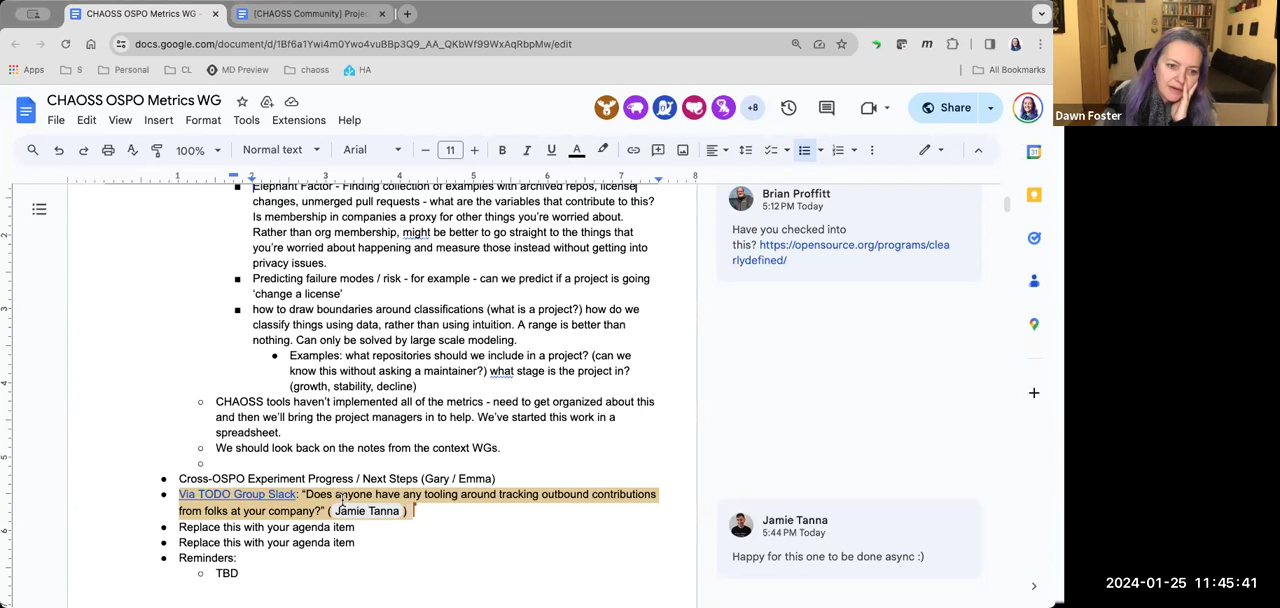 CHAOSS OSPO Metrics WG -
[CHAOSS Community] Projec
docs.google.com/document/d/1Bf6a1Ywi4m0Ywo4vuBBp3Q9_AA_QKbWf99WxAqRbpMw/edit
Apps S Personal CL MD Preview chaoss HA All Bookmarks
CHAOSS OSPO Metrics WG
+8 Share
File Edit View Insert Format Tools Extensions Help
100% Normal text Arial 11 B I U A
1 2 3 4 5 6 7 8
Elephant Factor - Finding collection of examples with archived repos, license
changes, unmerged pull requests - what are the variables that contribute to this?
Is membership in companies a proxy for other things you're worried about.
Rather than org membership, might be better to go straight to the things that
you're worried about happening and measure those instead without getting into
privacy issues.
Predicting failure modes / risk - for example - can we predict if a project is going
'change a license'
how to draw boundaries around classifications (what is a project?) how do we
classify things using data, rather than using intuition. A range is better than
nothing. Can only be solved by large scale modeling.
Examples: what repositories should we include in a project? (can we
know this without asking a maintainer?) what stage is the project in?
(growth, stability, decline)
CHAOSS tools haven't implemented all of the metrics - need to get organized about this
and then we'll bring the project managers in to help. We've started this work in a
spreadsheet.
We should look back on the notes from the context WGs.
Cross-OSPO Experiment Progress / Next Steps (Gary / Emma)
Via TODO Group Slack: “Does anyone have any tooling around tracking outbound contributions
from folks at your company?” ( Jamie Tanna )
Replace this with your agenda item
Replace this with your agenda item
Reminders:
TBD
Brian Proffitt
5:12 PM Today
Have you checked into
this? https://opensource.org/programs/clea
rlydefined/
Jamie Tanna
5:44 PM Today
Happy for this one to be done async :)
Dawn Foster
2024-01-25 11:45:41